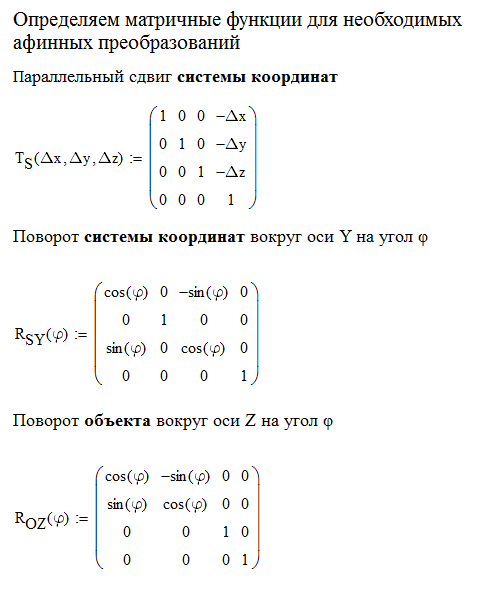 Определяем матричные функции для необходимых
афинных преобразований
Параллельный сдвиг системы координат
1 0 0 −Δx
0 1 0 −Δy
TS(Δx,Δy,Δz) :=
0 0 1 −Δz
0 0 0 1
Поворот системы координат вокруг оси Y на угол φ
cos(φ) 0 −sin(φ) 0
0 1 0 0
RSY(φ) :=
sin(φ) 0 cos(φ) 0
0 0 0 1
Поворот объекта вокруг оси Z на угол φ
cos(φ) −sin(φ) 0 0
sin(φ) cos(φ) 0 0
ROZ(φ) :=
0 0 1 0
0 0 0 1